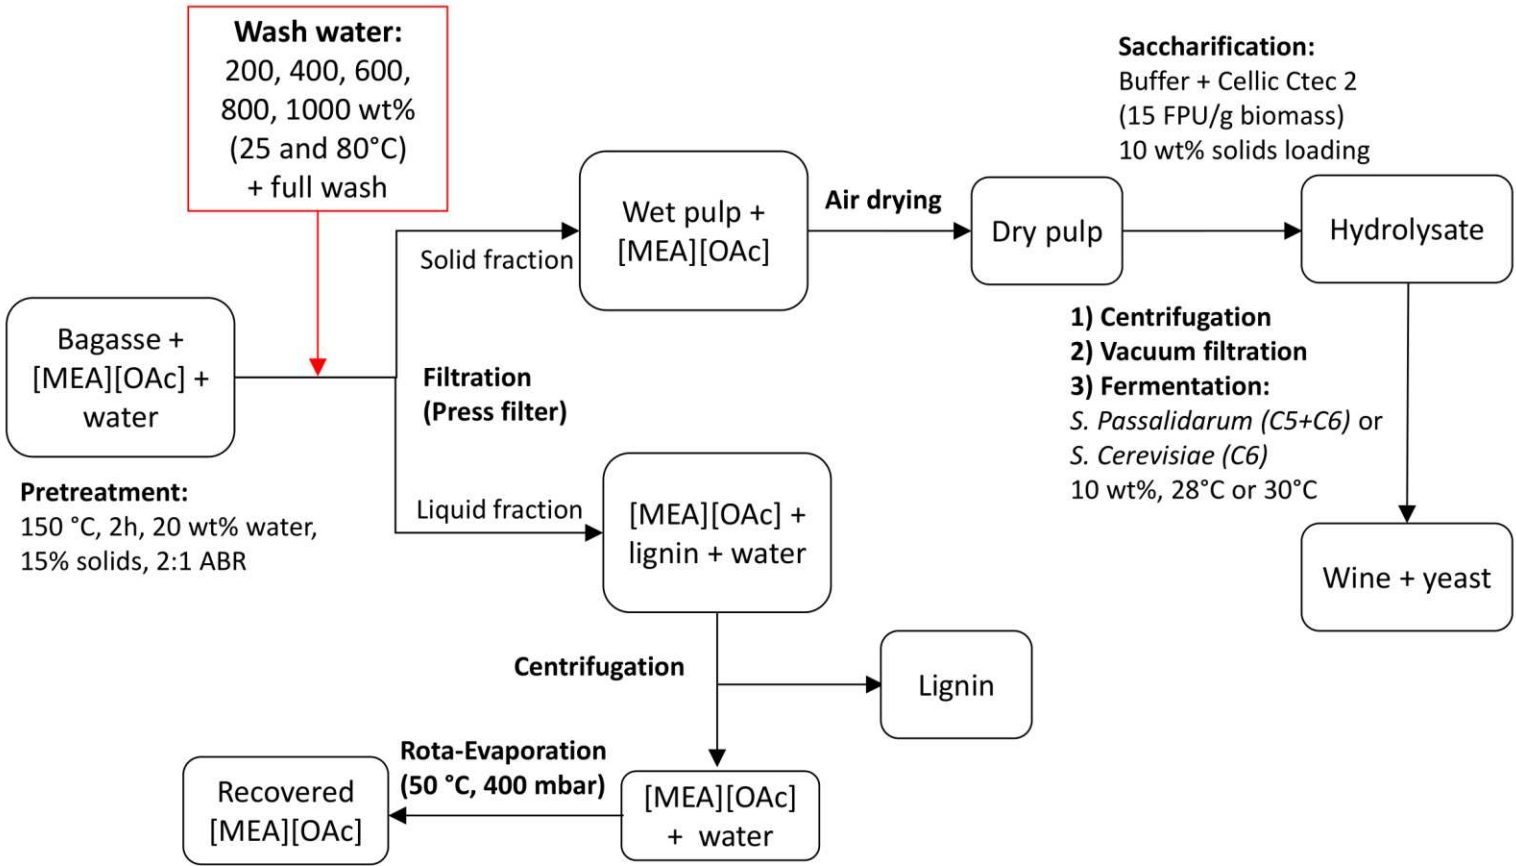 Wash water:
200, 400, 600,
800, 1000 wt%
(25 and 80°C)
+ full wash
Saccharification:
Buffer + Cellic Ctec 2
(15 FPU/g biomass)
10 wt% solids loading
Wet pulp +
[MEA][OAc]
Air drying
Dry pulp
Hydrolysate
Solid fraction
Bagasse +
[MEA][OAc] +
water
Filtration
(Press filter)
1) Centrifugation
2) Vacuum filtration
3) Fermentation:
S. Passalidarum (C5+C6) or
S. Cerevisiae (C6)
10 wt%, 28°C or 30°C
Pretreatment:
150 °C, 2h, 20 wt% water,
15% solids, 2:1 ABR
Liquid fraction
[MEA][OAc] +
lignin + water
Wine + yeast
Centrifugation
Lignin
Rota-Evaporation
(50 °C, 400 mbar)
Recovered
[MEA][OAc]
[MEA][OAc]
+ water